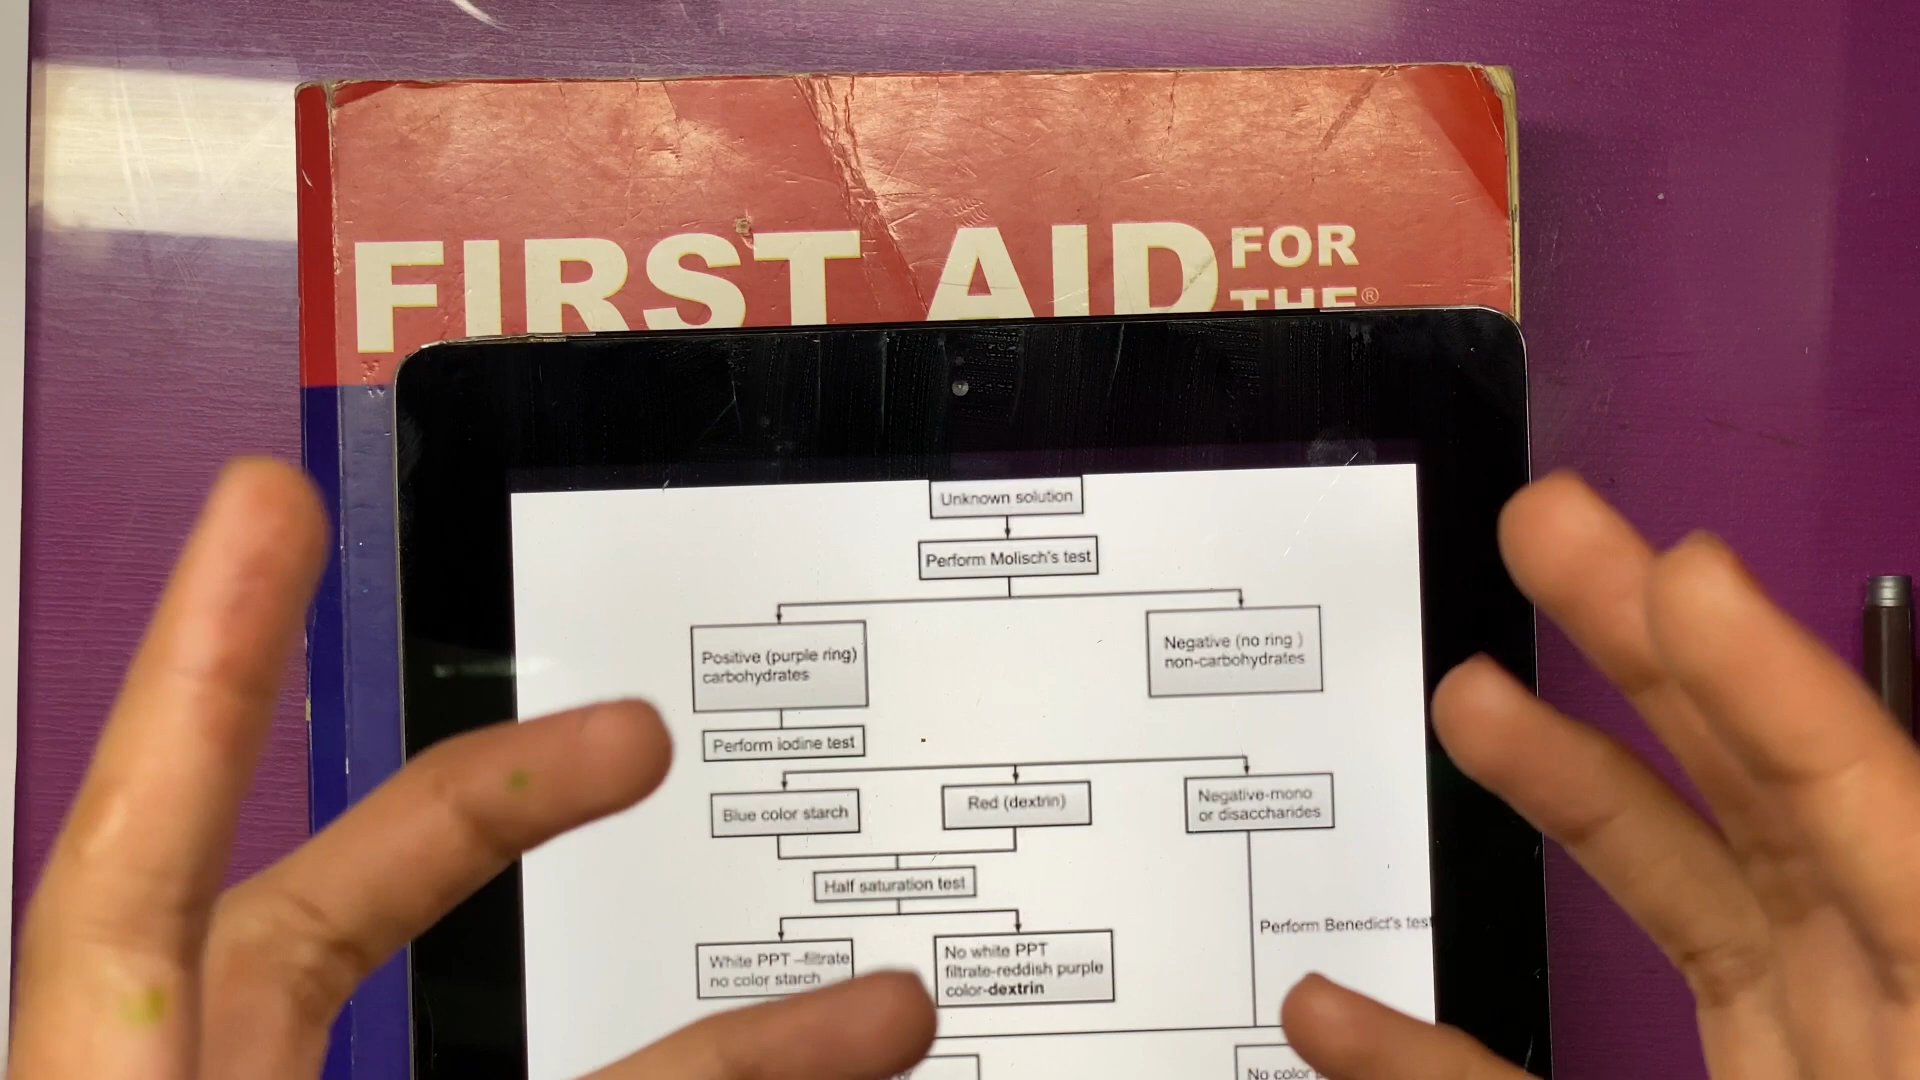 FIRST AID FOR
THE®
Unknown solution
Perform Molisch's test
Positive (purple ring)
carbohydrates
Negative (no ring )
non-carbohydrates
Perform iodine test
Blue color starch
Red (dextrin)
Negative-mono
or disaccharides
Half saturation test
Perform Benedict's test
White PPT –filtrate
no color starch
No white PPT
filtrate-reddish purple
color-dextrin
No color